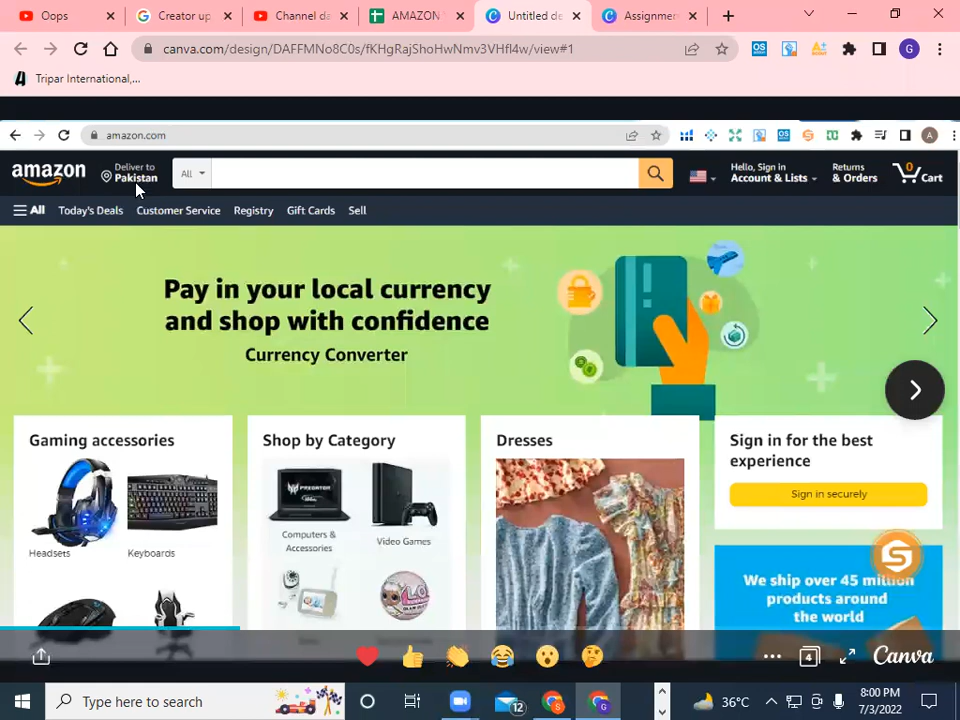 Oops
Creator up
Channel da
AMAZON
Untitled de
Assignmen
canva.com/design/DAFFMNo8C0s/fKHgRajShoHwNmv3VHfl4w/view#1
OS
G
Tripar International,...
amazon.com
OS
A
amazon
Deliver to
Pakistan
All
Hello, Sign in
Account & Lists
Returns
& Orders
0
Cart
All
Today's Deals
Customer Service
Registry
Gift Cards
Sell
Pay in your local currency
and shop with confidence
Currency Converter
Gaming accessories
Headsets
Keyboards
Shop by Category
PREDATOR
Computers &
Accessories
Video Games
Dresses
Sign in for the best
experience
Sign in securely
We ship over 45 million
products around
the world
4
Canva
Type here to search
12
36°C
8:00 PM
7/3/2022